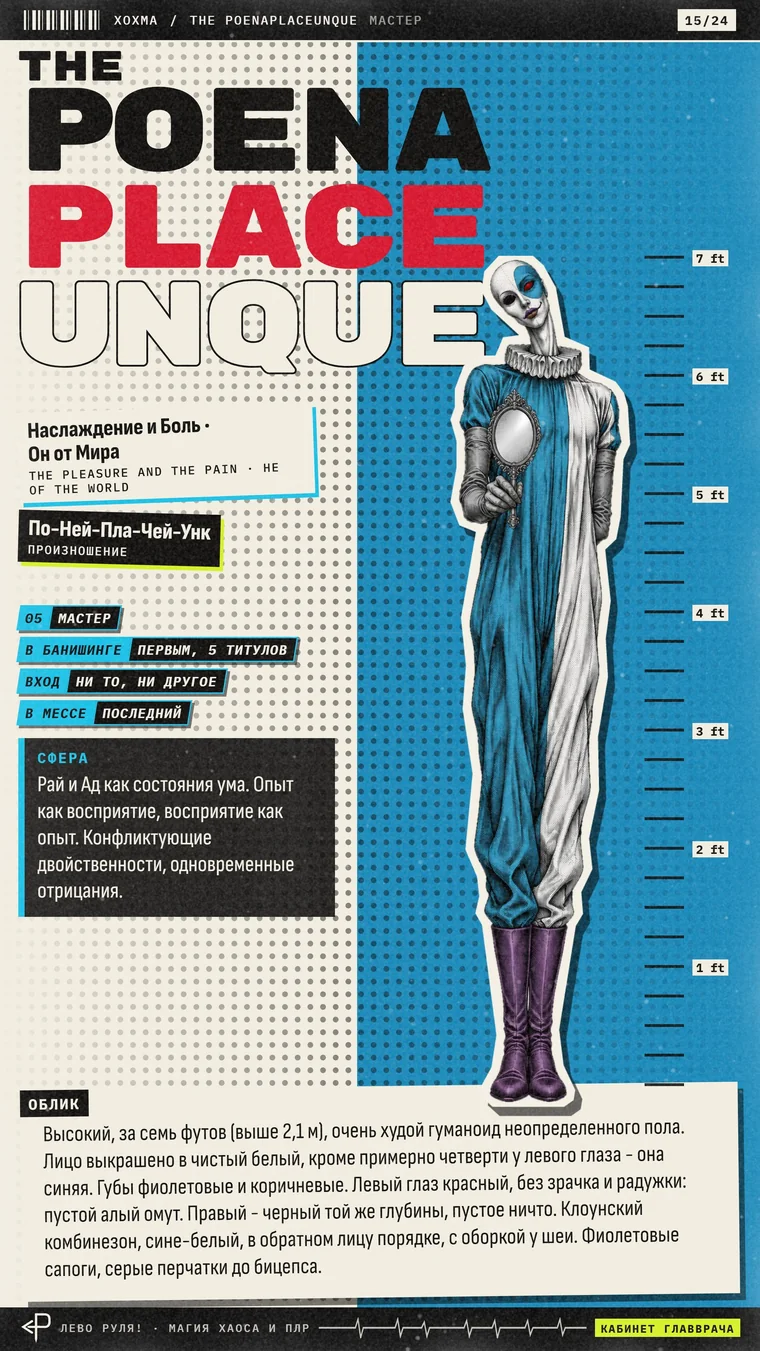 ХОХМА / THE POENAPLACEUNQUE МАСТЕР
15/24
THE
POENA
PLACE
UNQUE
Наслаждение и Боль ·
Он от Мира
THE PLEASURE AND THE PAIN · HE
OF THE WORLD
По-Ней-Пла-Чей-Унк
ПРОИЗНОШЕНИЕ
05 МАСТЕР
В БАНИШИНГЕ ПЕРВЫМ, 5 ТИТУЛОВ
ВХОД НИ ТО, НИ ДРУГОЕ
В МЕССЕ ПОСЛЕДНИЙ
СФЕРА
Рай и Ад как состояния ума. Опыт
как восприятие, восприятие как
опыт. Конфликтующие
двойственности, одновременные
отрицания.
7 ft
6 ft
5 ft
4 ft
3 ft
2 ft
1 ft
ОБЛИК
Высокий, за семь футов (выше 2,1 м), очень худой гуманоид неопределенного пола.
Лицо выкрашено в чистый белый, кроме примерно четверти у левого глаза - она
синяя. Губы фиолетовые и коричневые. Левый глаз красный, без зрачка и радужки:
пустой алый омут. Правый - черный той же глубины, пустое ничто. Клоунский
комбинезон, сине-белый, в обратном лицу порядке, с оборкой у шеи. Фиолетовые
сапоги, серые перчатки до бицепса.
ЛЕВО РУЛЯ! · МАГИЯ ХАОСА И ПЛР
КАБИНЕТ ГЛАВВРАЧА